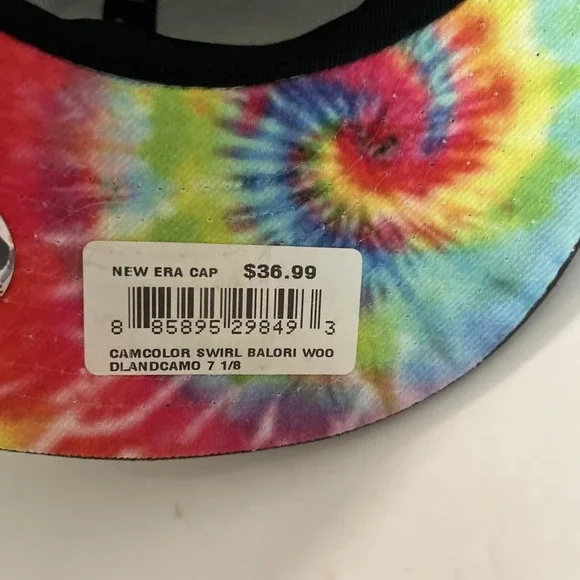 NEW ERA CAP $36.99
8 85895 29849 3
CAMCOLOR SWIRL BALORI WOO
DLANDCAMO 7 1/8